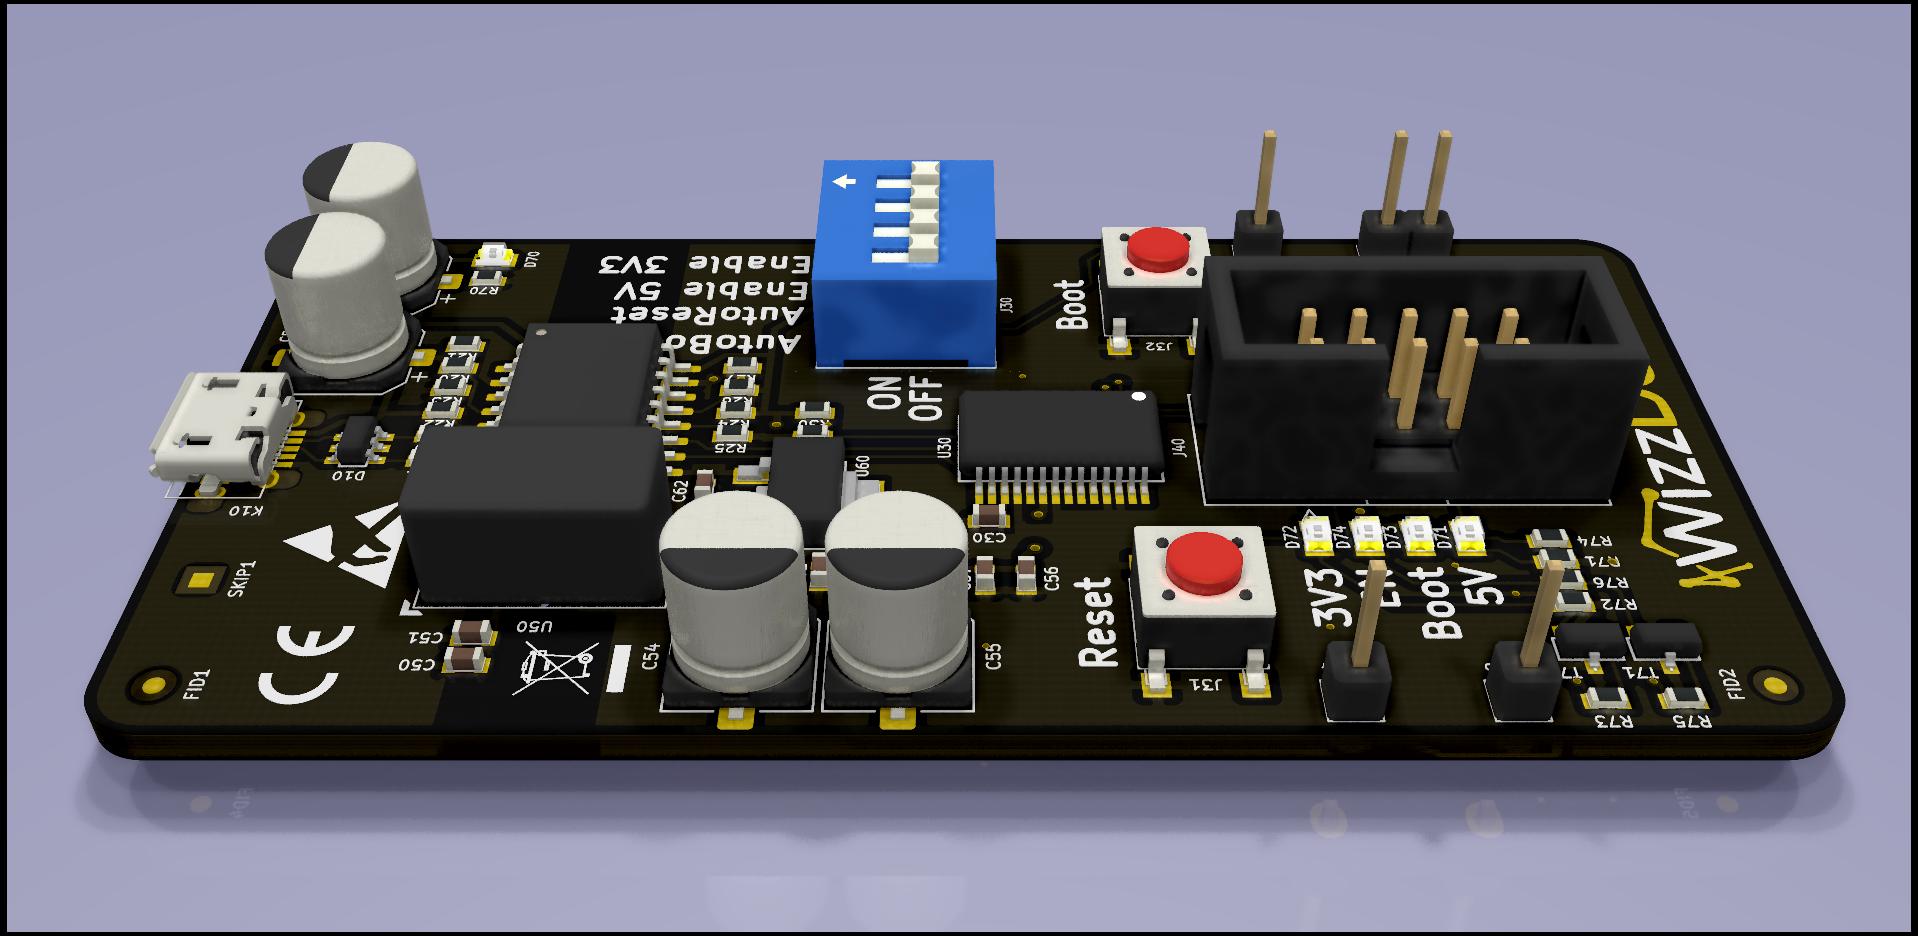 D70
R70
Enable 3V3
Enable 5V
AutoReset
AutoBo
J30
Boot
J32
ON
OFF
U30
J40
R25
D10
K10
C62
U60
C30
C56
SKIP1
C51
C50
U50
C54
C55
CE
FID1
Reset
J31
D72
D74
D73
D71
3V3
EN
Boot
5V
R74
R71
R76
R72
T71
R73
R75
FID2
WIZZ